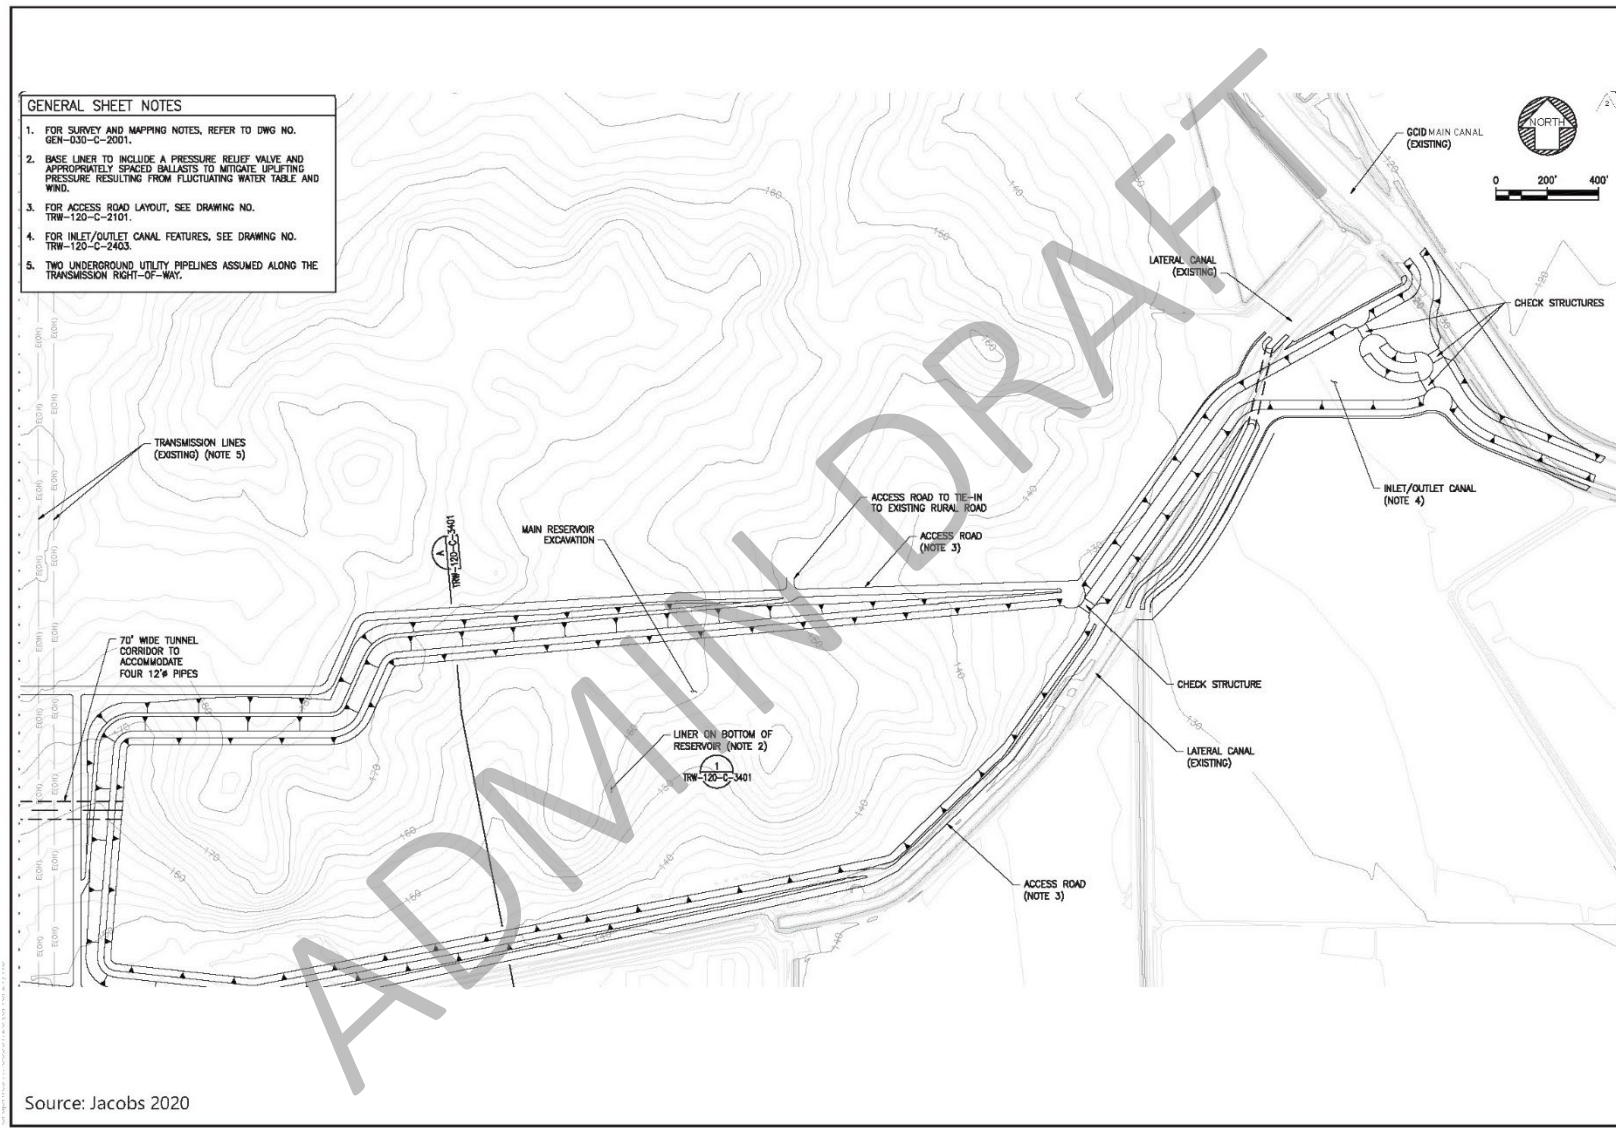 GENERAL SHEET NOTES
1. FOR SURVEY AND MAPPING NOTES, REFER TO DWG NO.
GEN-030-C-2001.
2. BASE LINER TO INCLUDE A PRESSURE RELIEF VALVE AND
APPROPRIATELY SPACED BALLASTS TO MITIGATE UPLIFTING
PRESSURE RESULTING FROM FLUCTUATING WATER TABLE AND
WIND.
3. FOR ACCESS ROAD LAYOUT, SEE DRAWING NO.
TRW-120-C-2101.
4. FOR INLET/OUTLET CANAL FEATURES, SEE DRAWING NO.
TRW-120-C-2403.
5. TWO UNDERGROUND UTILITY PIPELINES ASSUMED ALONG THE
TRANSMISSION RIGHT-OF-WAY.
NORTH
0 200' 400'
GCID MAIN CANAL
(EXISTING)
LATERAL CANAL
(EXISTING)
CHECK STRUCTURES
TRANSMISSION LINES
(EXISTING) (NOTE 5)
INLET/OUTLET CANAL
(NOTE 4)
ACCESS ROAD TO TIE-IN
TO EXISTING RURAL ROAD
MAIN RESERVOIR
EXCAVATION
ACCESS ROAD
(NOTE 3)
A
TRW-120-C-3401
70' WIDE TUNNEL
CORRIDOR TO
ACCOMMODATE
FOUR 12'ø PIPES
CHECK STRUCTURE
LINER ON BOTTOM OF
RESERVOIR (NOTE 2)
1
TRW-120-C-3401
LATERAL CANAL
(EXISTING)
ACCESS ROAD
(NOTE 3)
ADMIN DRAFT
Source: Jacobs 2020